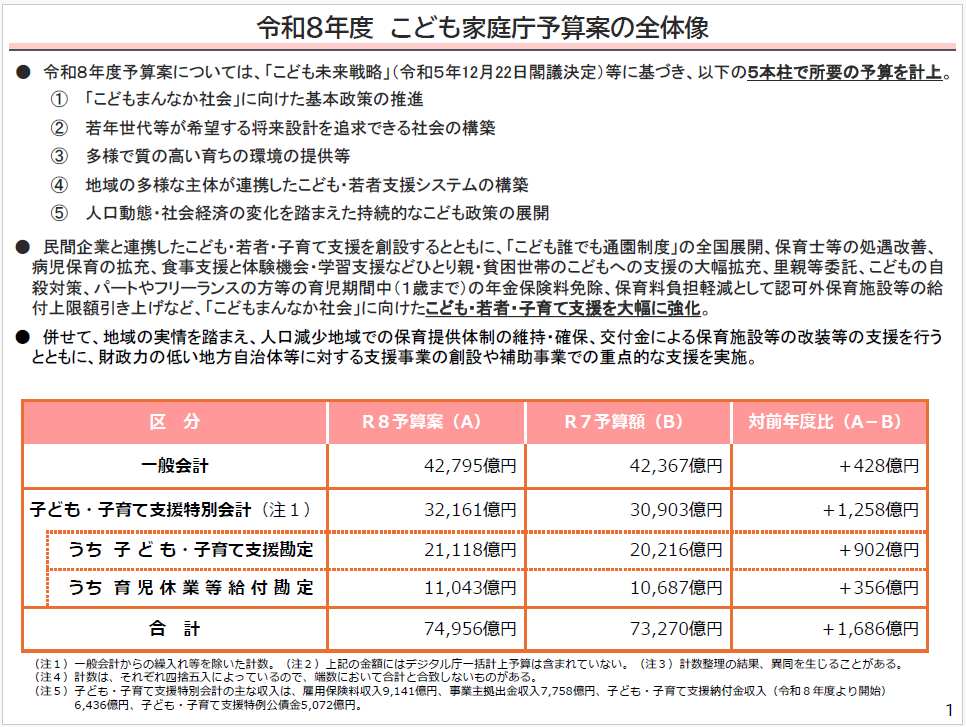 令和8年度　こども家庭庁予算案の全体像
● 令和8年度予算案については、「こども未来戦略」（令和5年12月22日閣議決定）等に基づき、以下の5本柱で所要の予算を計上。
① 「こどもまんなか社会」に向けた基本政策の推進
② 若年世代等が希望する将来設計を追求できる社会の構築
③ 多様で質の高い育ちの環境の提供等
④ 地域の多様な主体が連携したこども・若者支援システムの構築
⑤ 人口動態・社会経済の変化を踏まえた持続的なこども政策の展開
● 民間企業と連携したこども・若者・子育て支援を創設するとともに、「こども誰でも通園制度」の全国展開、保育士等の処遇改善、
病児保育の拡充、食事支援と体験機会・学習支援などひとり親・貧困世帯のこどもへの支援の大幅拡充、里親等委託、こどもの自
殺対策、パートやフリーランスの方等の育児期間中（1歳まで）の年金保険料免除、保育料負担軽減として認可外保育施設等の給
付上限額引き上げなど、「こどもまんなか社会」に向けたこども・若者・子育て支援を大幅に強化。
● 併せて、地域の実情を踏まえ、人口減少地域での保育提供体制の維持・確保、交付金による保育施設等の改装等の支援を行う
とともに、財政力の低い地方自治体等に対する支援事業の創設や補助事業での重点的な支援を実施。
区　分　R８予算案（A）　R７予算額（B）　対前年度比（A－B）
一般会計　42,795億円　42,367億円　＋428億円
子ども・子育て支援特別会計（注１）　32,161億円　30,903億円　＋1,258億円
うち 子ども・子育て支援勘定　21,118億円　20,216億円　＋902億円
うち 育児休業等給付勘定　11,043億円　10,687億円　＋356億円
合　計　74,956億円　73,270億円　＋1,686億円
（注１）一般会計からの繰入れ等を除いた計数。（注２）上記の金額にはデジタル庁一括計上予算は含まれていない。（注３）計数整理の結果、異同を生じることがある。
（注４）計数は、それぞれ四捨五入によっているので、端数において合計と合致しないものがある。
（注５）子ども・子育て支援特別会計の主な収入は、雇用保険料収入9,141億円、事業主拠出金収入7,758億円、子ども・子育て支援納付金収入（令和８年度より開始）
6,436億円、子ども・子育て支援特例公債金5,072億円。
1